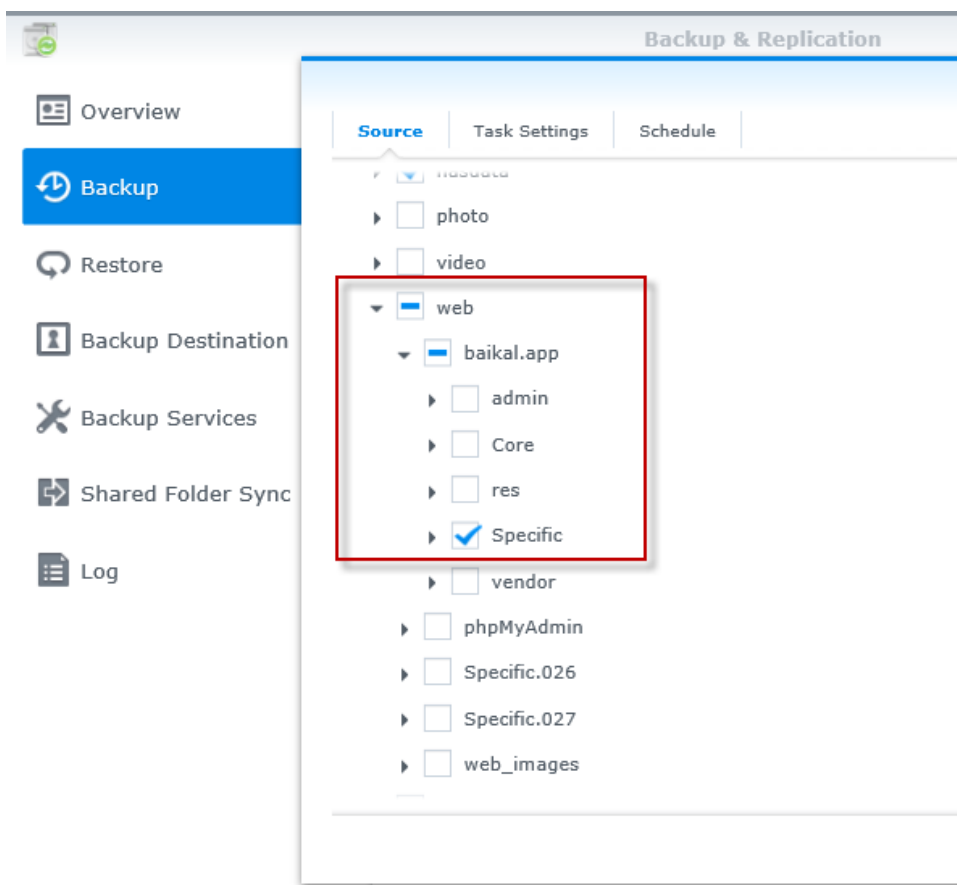 Backup & Replication
Overview
Backup
Restore
Backup Destination
Backup Services
Shared Folder Sync
Log
Source
Task Settings
Schedule
photo
video
web
baikal.app
admin
Core
res
Specific
vendor
phpMyAdmin
Specific.026
Specific.027
web_images